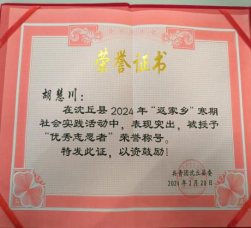 荣誉证书
胡慧川：
在沈丘县2024年“返家乡”寒期
社会实践活动中，表现突出，被授予
“优秀志愿者”荣誉称号。
特发此证，以资鼓励！
共青团沈丘县委
2024年2月28日